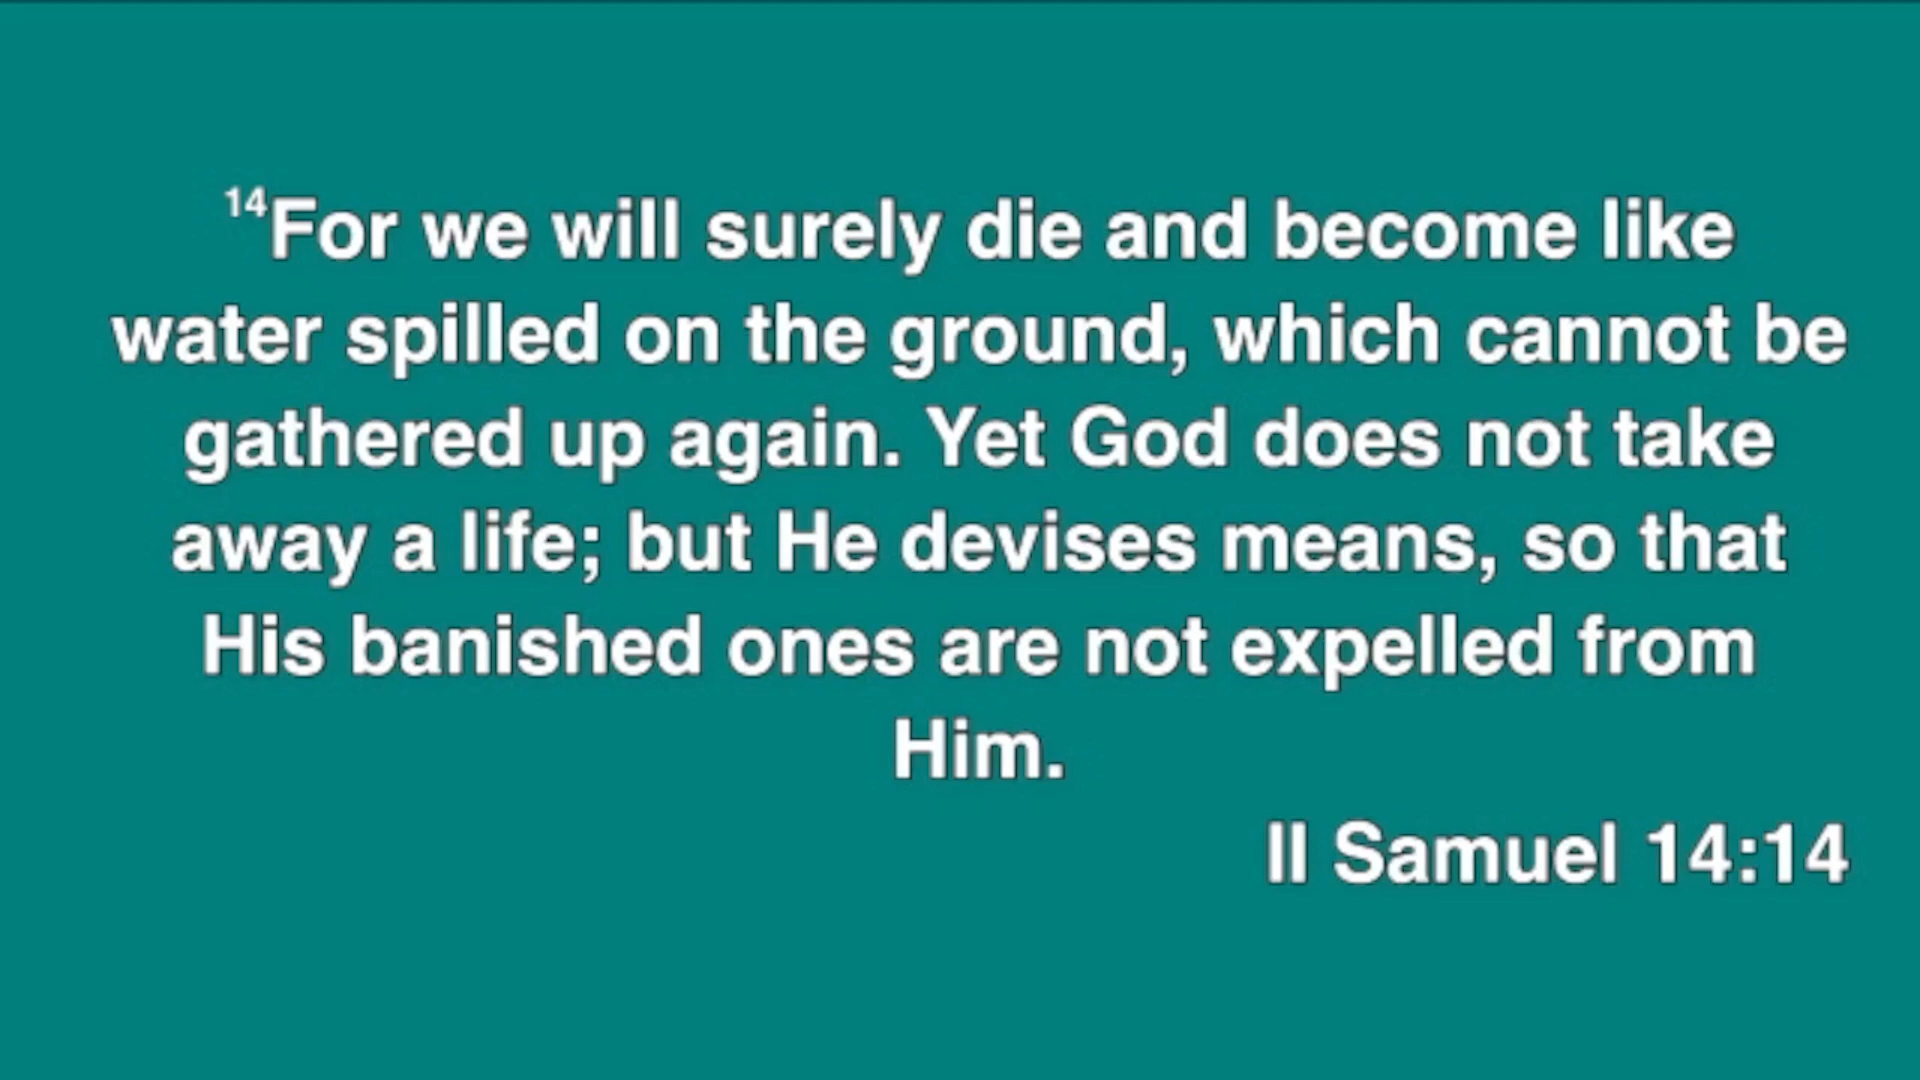 14For we will surely die and become like
water spilled on the ground, which cannot be
gathered up again. Yet God does not take
away a life; but He devises means, so that
His banished ones are not expelled from
Him.
II Samuel 14:14